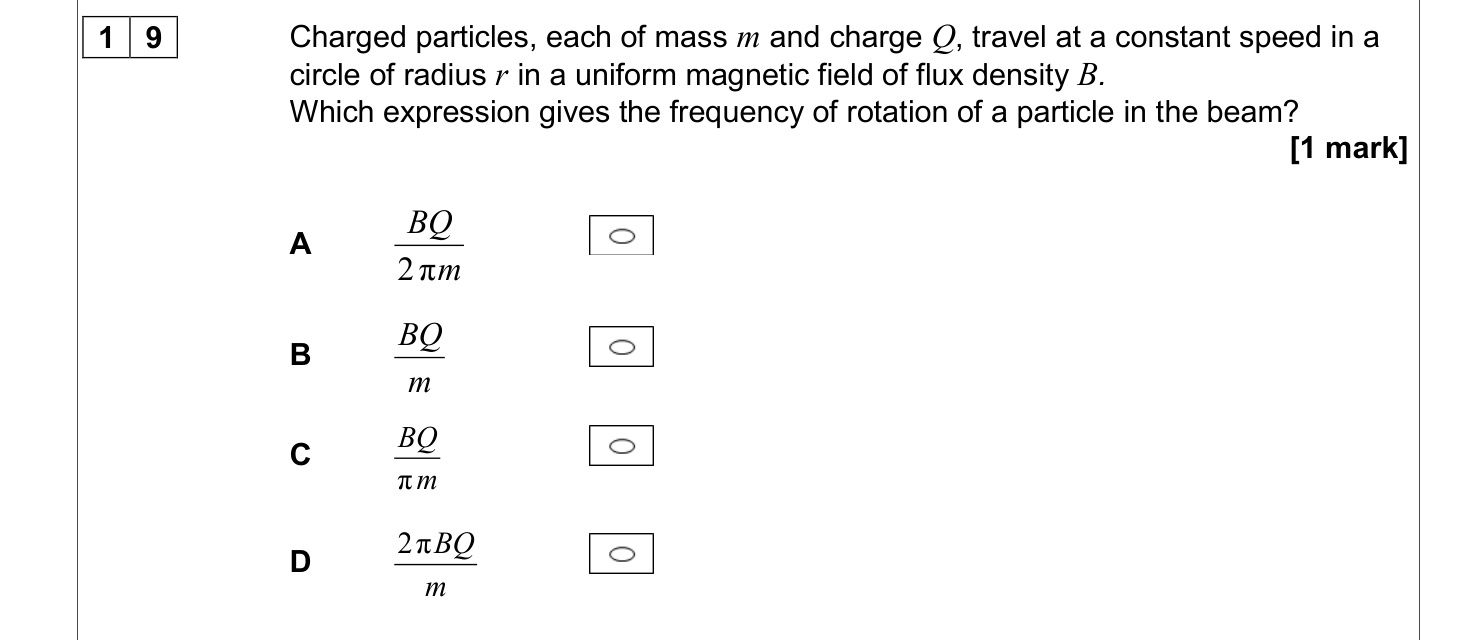 1 9
Charged particles, each of mass m and charge Q, travel at a constant speed in a
circle of radius r in a uniform magnetic field of flux density B.
Which expression gives the frequency of rotation of a particle in the beam?
[1 mark]
A BQ / 2πm
B BQ / m
C BQ / πm
D 2πBQ / m